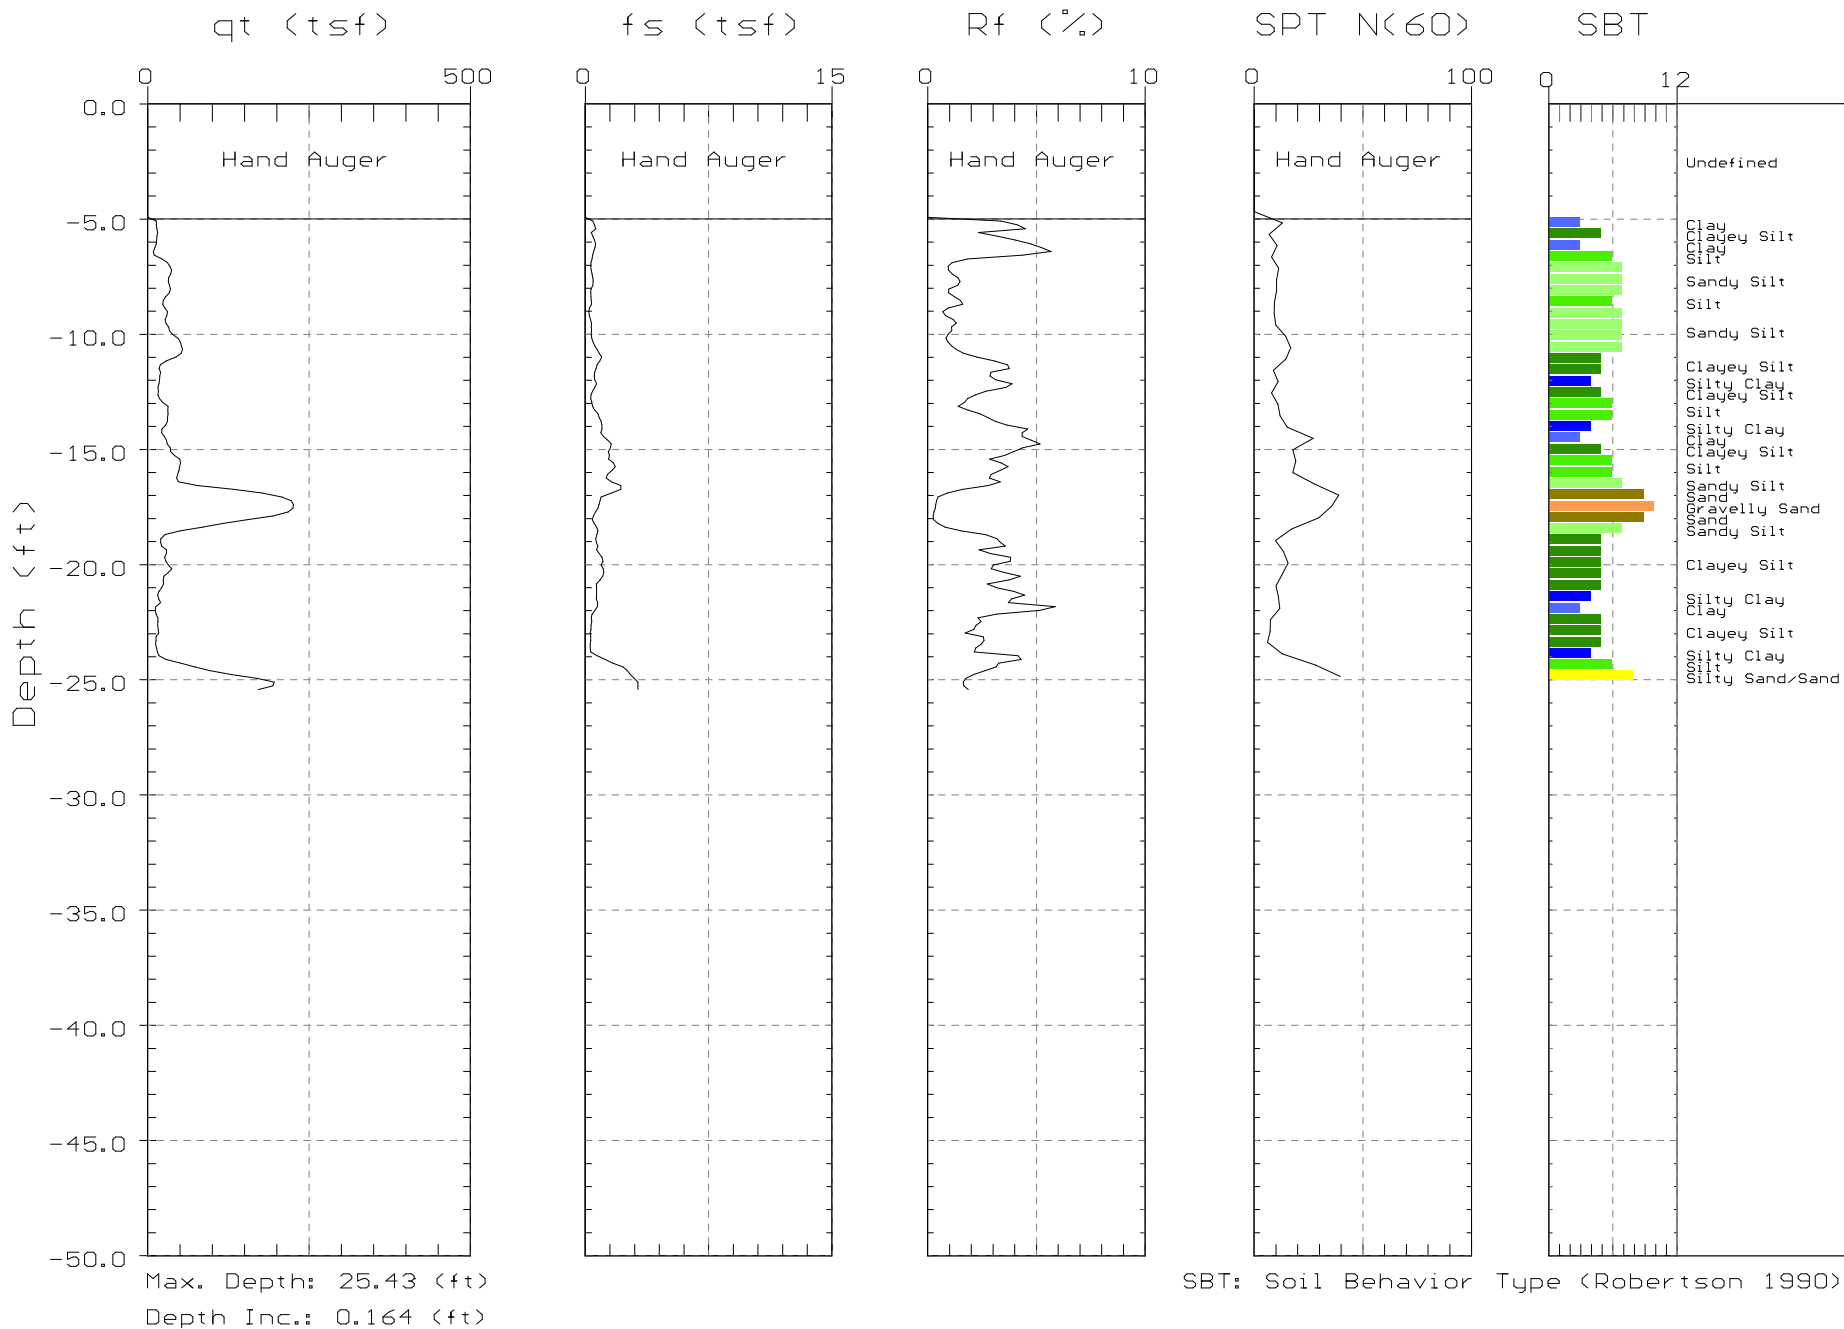 qt (tsf) fs (tsf) Rf (%) SPT N(60) SBT
0 500 0 15 0 10 0 100 0 12
0.0
Hand Auger Hand Auger Hand Auger Hand Auger
Undefined
-5.0
Clay
Clayey Silt
Clay
Silt
Sandy Silt
Silt
-10.0
Sandy Silt
Clayey Silt
Silty Clay
Clayey Silt
Silt
Silty Clay
Clay
-15.0
Clayey Silt
Silt
Sandy Silt
Sand
Gravelly Sand
Sand
Sandy Silt
-20.0
Clayey Silt
Silty Clay
Clay
Clayey Silt
Silty Clay
Silt
-25.0
Silty Sand/Sand
Depth (ft)
-30.0
-35.0
-40.0
-45.0
-50.0
Max. Depth: 25.43 (ft)
Depth Inc.: 0.164 (ft)
SBT: Soil Behavior Type (Robertson 1990)